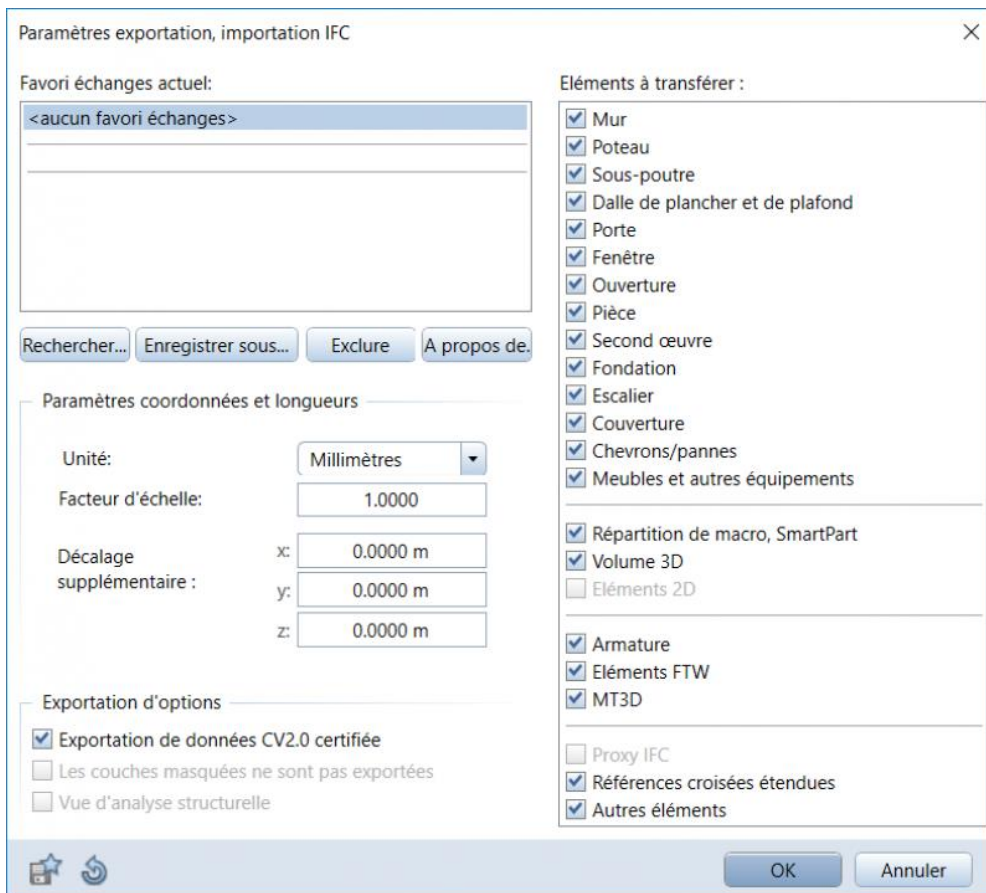 Paramètres exportation, importation IFC
Favori échanges actuel:
<aucun favori échanges>
Rechercher...
Enregistrer sous...
Exclure
A propos de.
Paramètres coordonnées et longueurs
Unité:
Millimètres
Facteur d'échelle:
1.0000
Décalage
supplémentaire :
x:
0.0000 m
y:
0.0000 m
z:
0.0000 m
Exportation d'options
Exportation de données CV2.0 certifiée
Les couches masquées ne sont pas exportées
Vue d'analyse structurelle
Eléments à transférer :
Mur
Poteau
Sous-poutre
Dalle de plancher et de plafond
Porte
Fenêtre
Ouverture
Pièce
Second œuvre
Fondation
Escalier
Couverture
Chevrons/pannes
Meubles et autres équipements
Répartition de macro, SmartPart
Volume 3D
Eléments 2D
Armature
Eléments FTW
MT3D
Proxy IFC
Références croisées étendues
Autres éléments
OK
Annuler